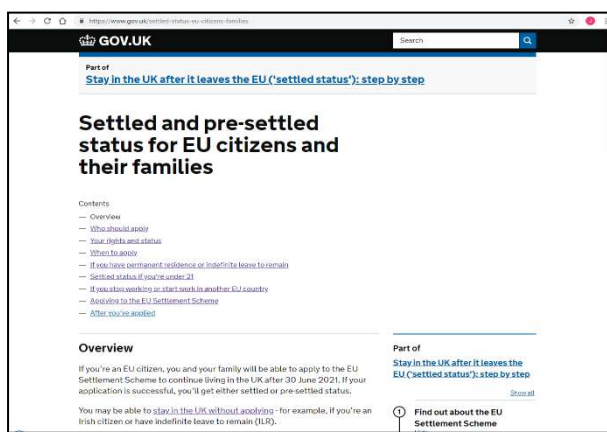 https://www.gov.uk/settled-status-eu-citizens-families
GOV.UK
Search
Part of
Stay in the UK after it leaves the EU ('settled status'): step by step
Settled and pre-settled
status for EU citizens and
their families
Contents
— Overview
— Who should apply
— Your rights and status
— When to apply
— If you have permanent residence or indefinite leave to remain
— Settled status if you're under 21
— If you stop working or start work in another EU country
— Applying to the EU Settlement Scheme
— After you've applied
Overview
If you're an EU citizen, you and your family will be able to apply to the EU
Settlement Scheme to continue living in the UK after 30 June 2021. If your
application is successful, you'll get either settled or pre-settled status.
You may be able to stay in the UK without applying - for example, if you're an
Irish citizen or have indefinite leave to remain (ILR).
Part of
Stay in the UK after it leaves the
EU ('settled status'): step by step
Show all
1 Find out about the EU
Settlement Scheme